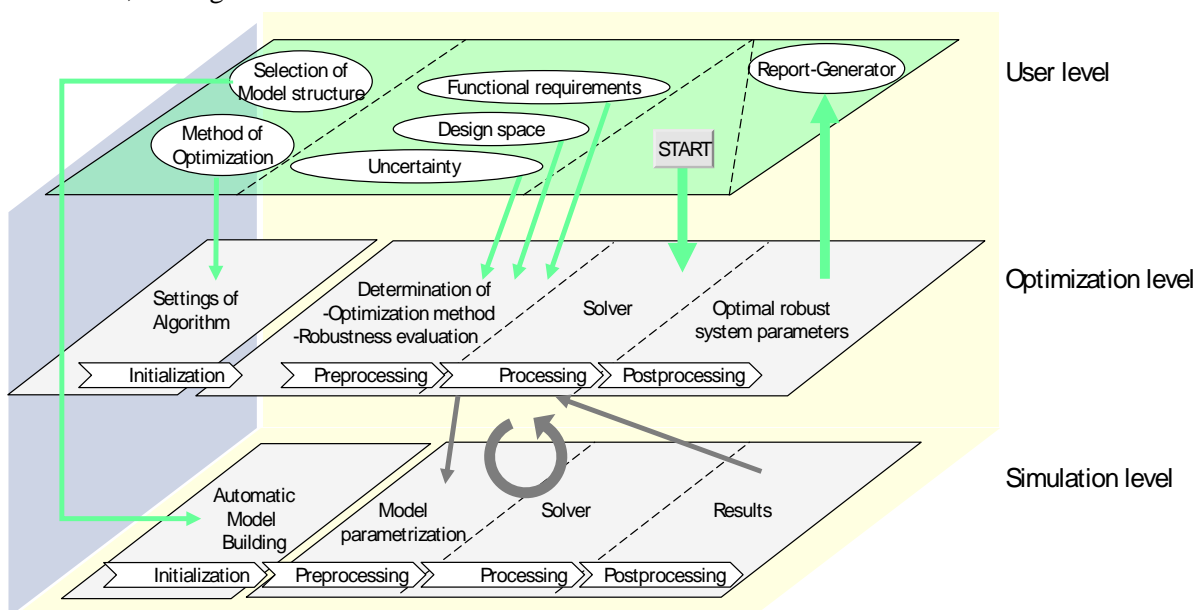 User level
Selection of
Model structure
Functional requirements
Report-Generator
Method of
Optimization
Design space
START
Uncertainty
Optimization level
Settings of
Algorithm
Determination of
-Optimization method
-Robustness evaluation
Solver
Optimal robust
system parameters
Initialization
Preprocessing
Processing
Postprocessing
Simulation level
Automatic
Model
Building
Model
parametrization
Solver
Results
Initialization
Preprocessing
Processing
Postprocessing